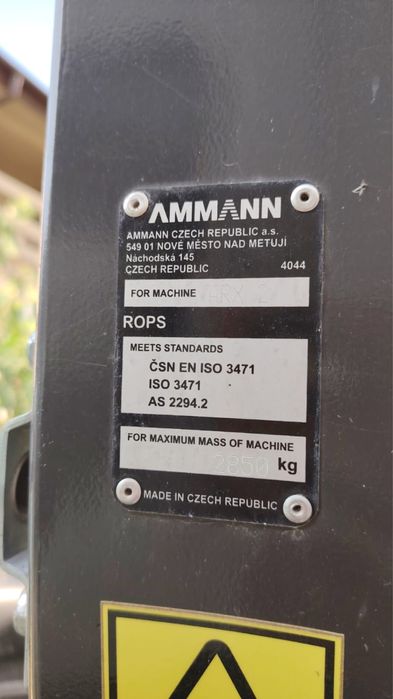 AMMANN
AMMANN CZECH REPUBLIC a.s.
549 01 NOVÉ MĚSTO NAD METUJÍ
Náchodská 145
CZECH REPUBLIC 4044
FOR MACHINE
ROPS
MEETS STANDARDS
ČSN EN ISO 3471
ISO 3471
AS 2294.2
FOR MAXIMUM MASS OF MACHINE
2850 kg
MADE IN CZECH REPUBLIC